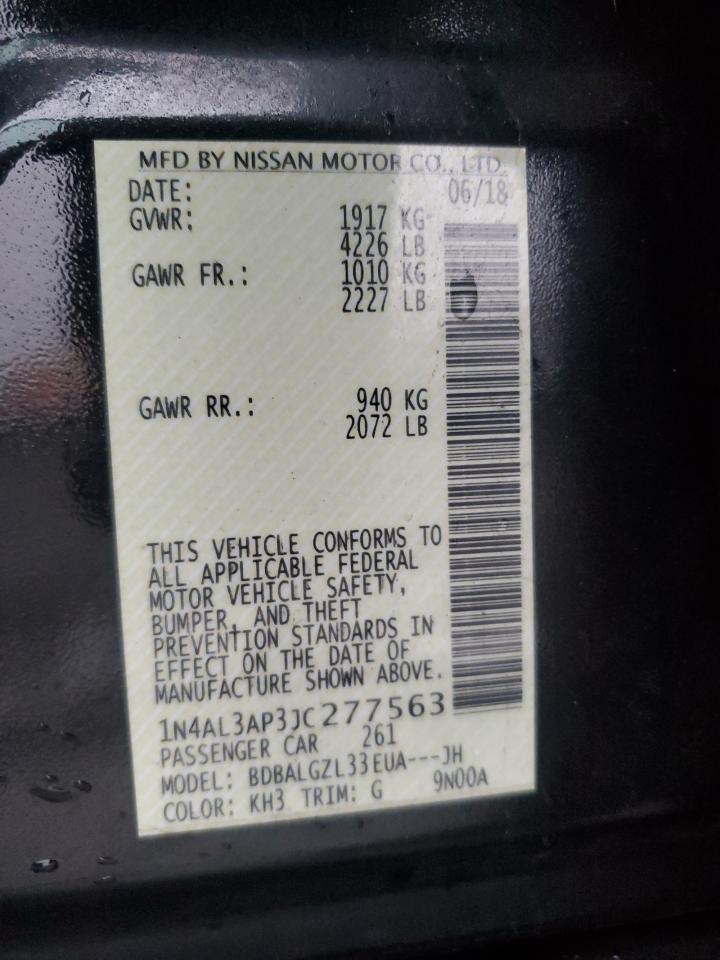 MFD BY NISSAN MOTOR CO., LTD.
DATE: 06/18
GVWR: 1917 KG
4226 LB
GAWR FR.: 1010 KG
2227 LB
GAWR RR.: 940 KG
2072 LB
THIS VEHICLE CONFORMS TO
ALL APPLICABLE FEDERAL
MOTOR VEHICLE SAFETY,
BUMPER, AND THEFT
PREVENTION STANDARDS IN
EFFECT ON THE DATE OF
MANUFACTURE SHOWN ABOVE.
1N4AL3AP3JC277563
PASSENGER CAR 261
MODEL: BDBALGZL33EUA---JH
COLOR: KH3 TRIM: G 9N00A